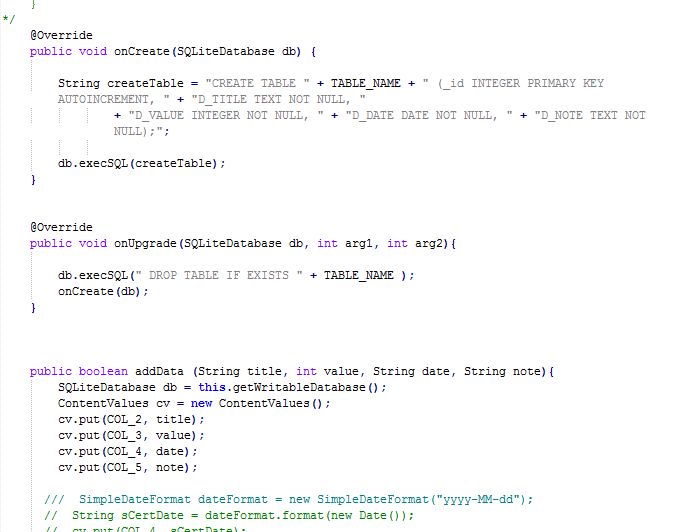 }
*/
@Override
public void onCreate(SQLiteDatabase db) {
String createTable = "CREATE TABLE " + TABLE_NAME + " (_id INTEGER PRIMARY KEY
AUTOINCREMENT, " + "D_TITLE TEXT NOT NULL, "
+ "D_VALUE INTEGER NOT NULL, " + "D_DATE DATE NOT NULL, " + "D_NOTE TEXT NOT
NULL);";
db.execSQL(createTable);
}
@Override
public void onUpgrade(SQLiteDatabase db, int arg1, int arg2){
db.execSQL(" DROP TABLE IF EXISTS " + TABLE_NAME );
onCreate(db);
}
public boolean addData (String title, int value, String date, String note){
SQLiteDatabase db = this.getWritableDatabase();
ContentValues cv = new ContentValues();
cv.put(COL_2, title);
cv.put(COL_3, value);
cv.put(COL_4, date);
cv.put(COL_5, note);
///  SimpleDateFormat dateFormat = new SimpleDateFormat("yyyy-MM-dd");
//  String sCertDate = dateFormat.format(new Date());
//  cv.put(COL_4, sCertDate);